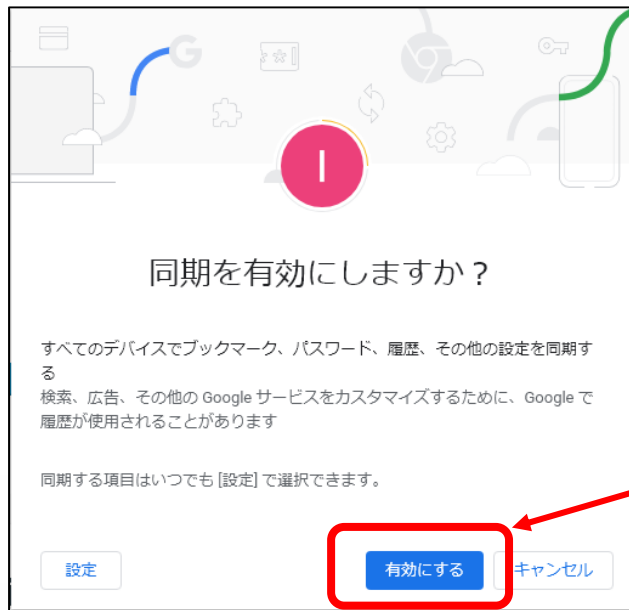 I
同期を有効にしますか？
すべてのデバイスでブックマーク、パスワード、履歴、その他の設定を同期す
る
検索、広告、その他の Google サービスをカスタマイズするために、Google で
履歴が使用されることがあります
同期する項目はいつでも [設定] で選択できます。
設定
有効にする
キャンセル